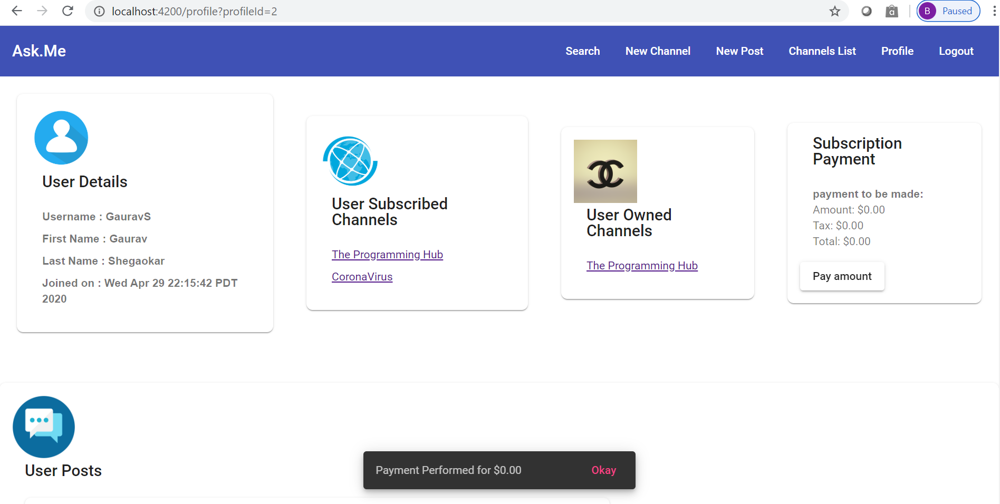 localhost:4200/profile?profileId=2
B
Paused
a
Ask.Me
Search
New Channel
New Post
Channels List
Profile
Logout
User Details
Username : GauravS
First Name : Gaurav
Last Name : Shegaokar
Joined on : Wed Apr 29 22:15:42 PDT
2020
User Subscribed
Channels
The Programming Hub
CoronaVirus
User Owned
Channels
The Programming Hub
Subscription
Payment
payment to be made:
Amount: $0.00
Tax: $0.00
Total: $0.00
Pay amount
User Posts
Payment Performed for $0.00
Okay